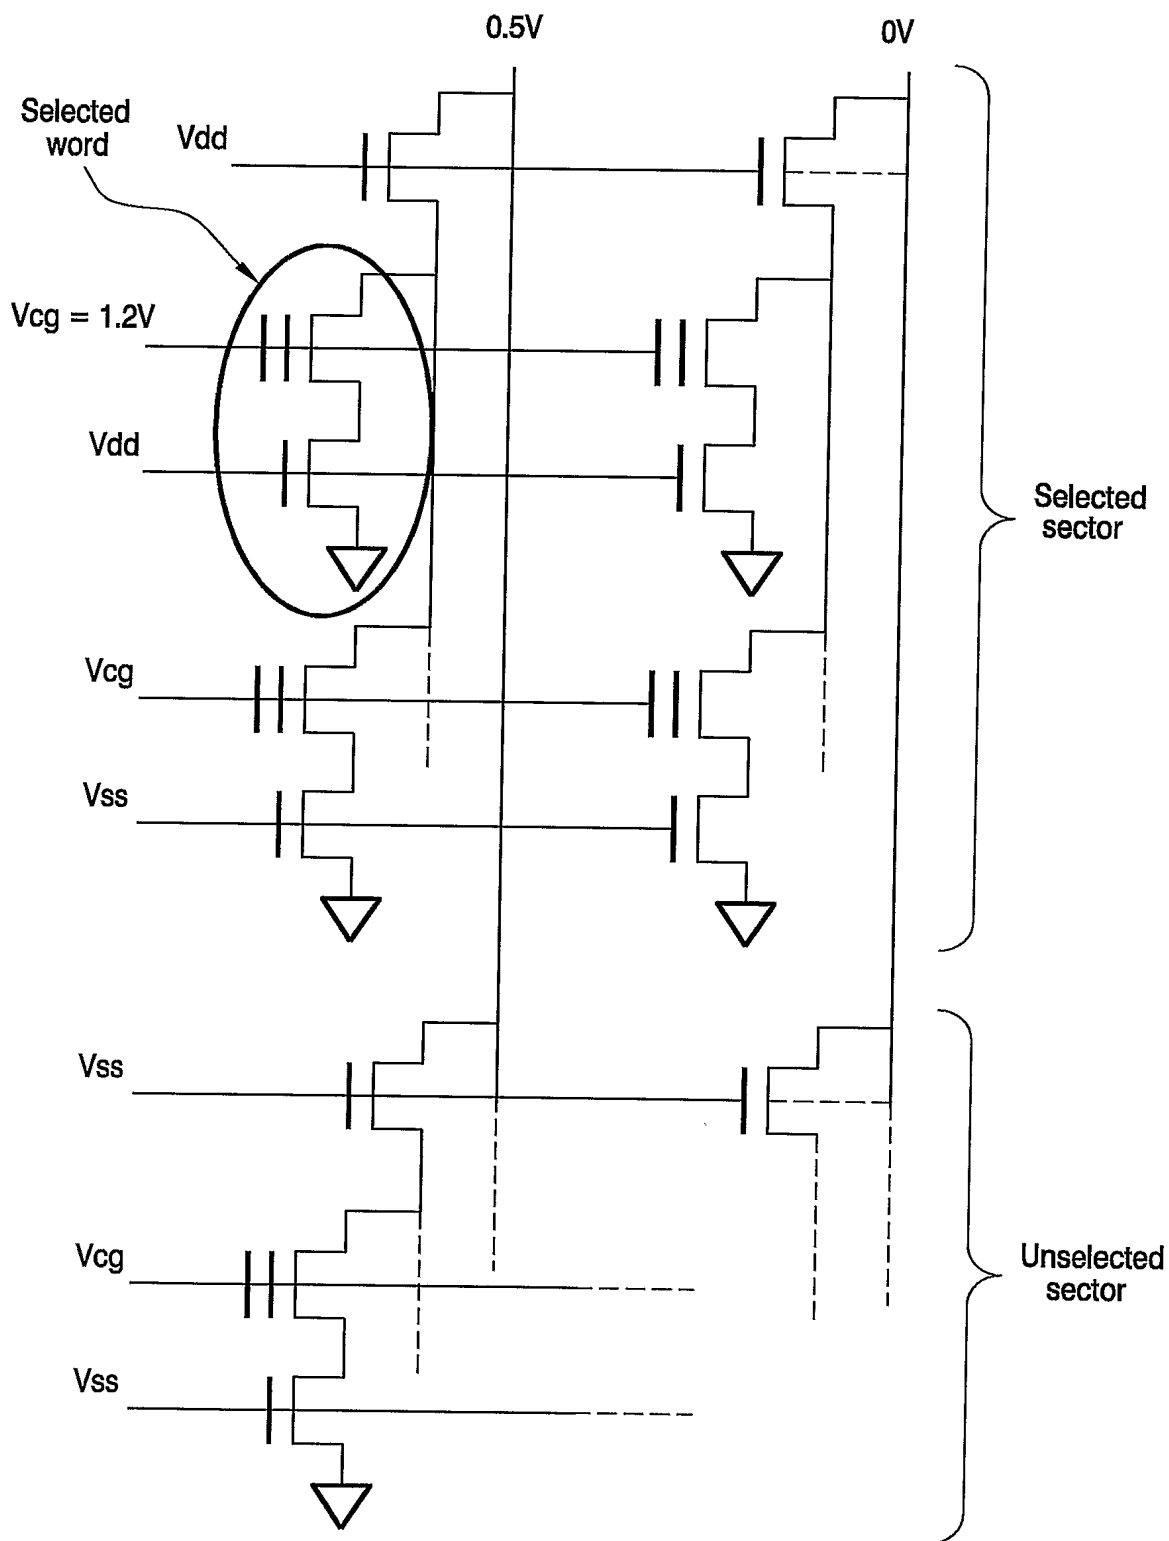 0.5V
0V
Selected
word
Vdd
Vcg = 1.2V
Vdd
Selected
sector
Vcg
Vss
Vss
Unselected
sector
Vcg
Vss